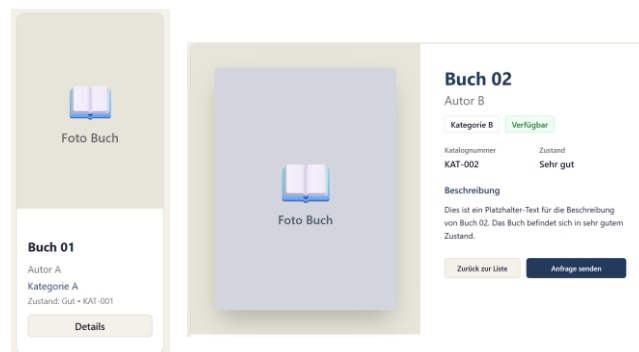 Foto Buch
Buch 01
Autor A
Kategorie A
Zustand: Gut • KAT-001
Details
Foto Buch
Buch 02
Autor B
Kategorie B
Verfügbar
Katalognummer
Zustand
KAT-002
Sehr gut
Beschreibung
Dies ist ein Platzhalter-Text für die Beschreibung
von Buch 02. Das Buch befindet sich in sehr gutem
Zustand.
Zurück zur Liste
Anfrage senden